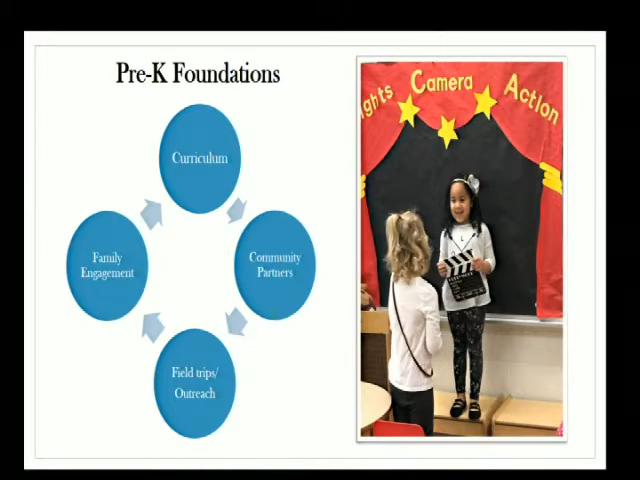 Pre-K Foundations
Curriculum
Community
Partners
Field trips/
Outreach
Family
Engagement
ights Camera Action